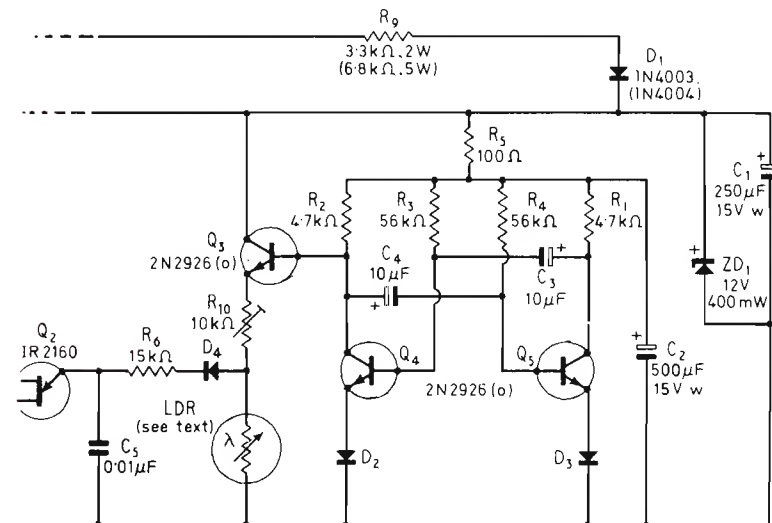 R9
3·3kΩ.2W
(6.8kΩ.5W)
D1
1N4003.
(1N4004)
R5
100Ω
C1
250μF
15V w
R2
4.7kΩ
R3
56kΩ
R4
56kΩ
R1
4.7kΩ
Q3
2N2926(o)
C4
10μF
C3
10μF
ZD1
12V
400mW
R10
10kΩ
Q2
IR2160
R6
15kΩ
D4
Q4
Q5
2N2926(o)
C2
500μF
15V w
LDR
(see text)
λ
C5
0·01μF
D2
D3
+
+
+
+
+